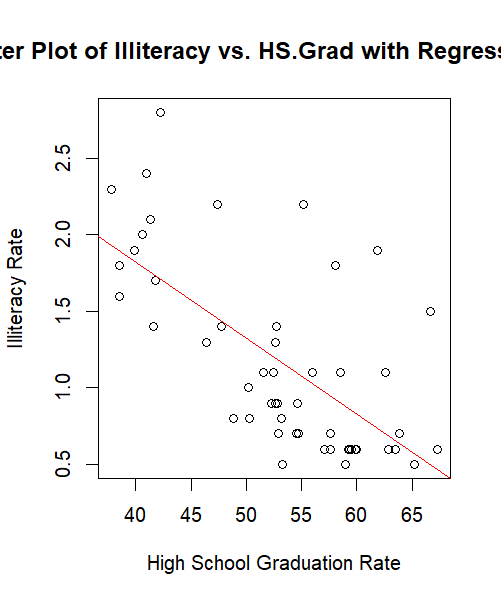 ter Plot of Illiteracy vs. HS.Grad with Regress
Illiteracy Rate
2.5
2.0
1.5
1.0
0.5
40 45 50 55 60 65
High School Graduation Rate